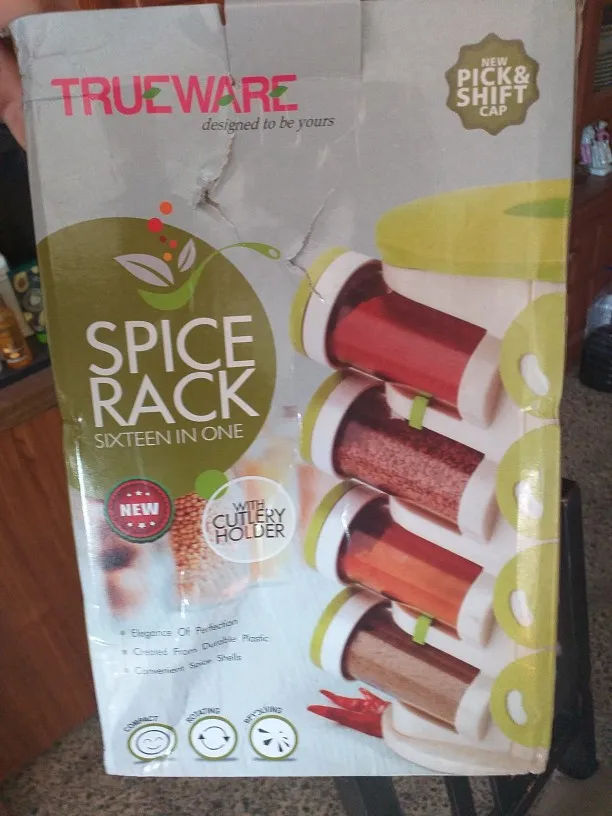 TRUEWARE
designed to be yours
NEW
PICK&
SHIFT
CAP
SPICE
RACK
SIXTEEN IN ONE
NEW
WITH
CUTLERY
HOLDER
Elegance Of Perfection
Created From Durable Plastic
Convenient Spice Shells
COMPACT
ROTATING
REVOLVING